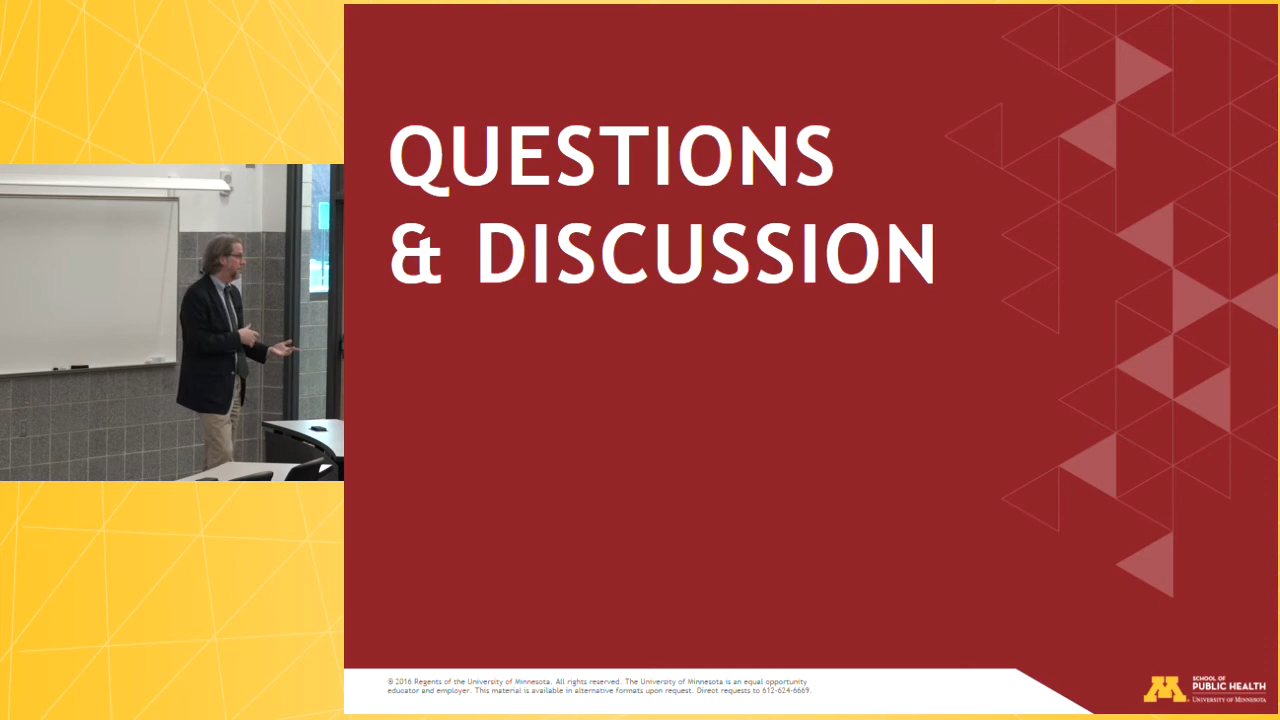 QUESTIONS
& DISCUSSION
© 2016 Regents of the University of Minnesota. All rights reserved. The University of Minnesota is an equal opportunity
educator and employer. This material is available in alternative formats upon request. Direct requests to 612-624-6669.
SCHOOL OF
PUBLIC HEALTH
UNIVERSITY OF MINNESOTA